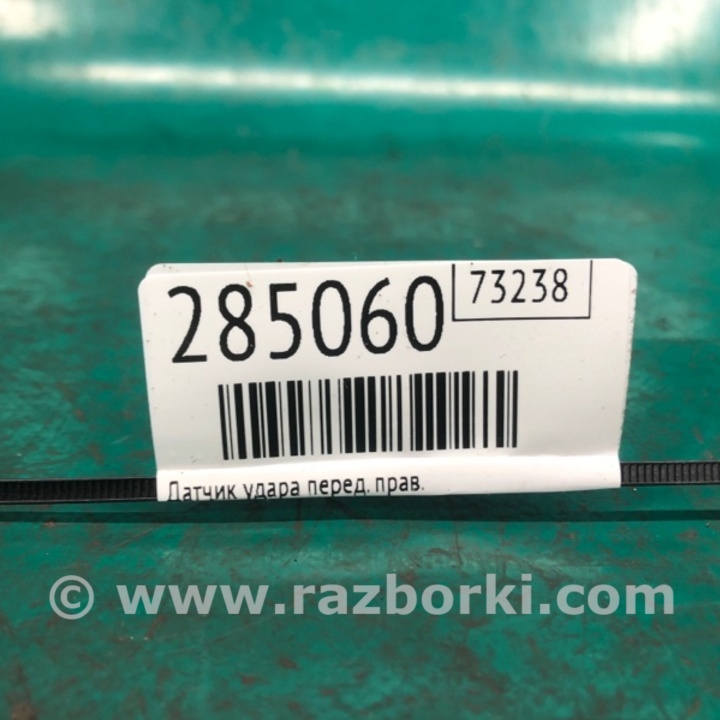 285060
73238
Датчик удара перед. прав.
© www.razborki.com